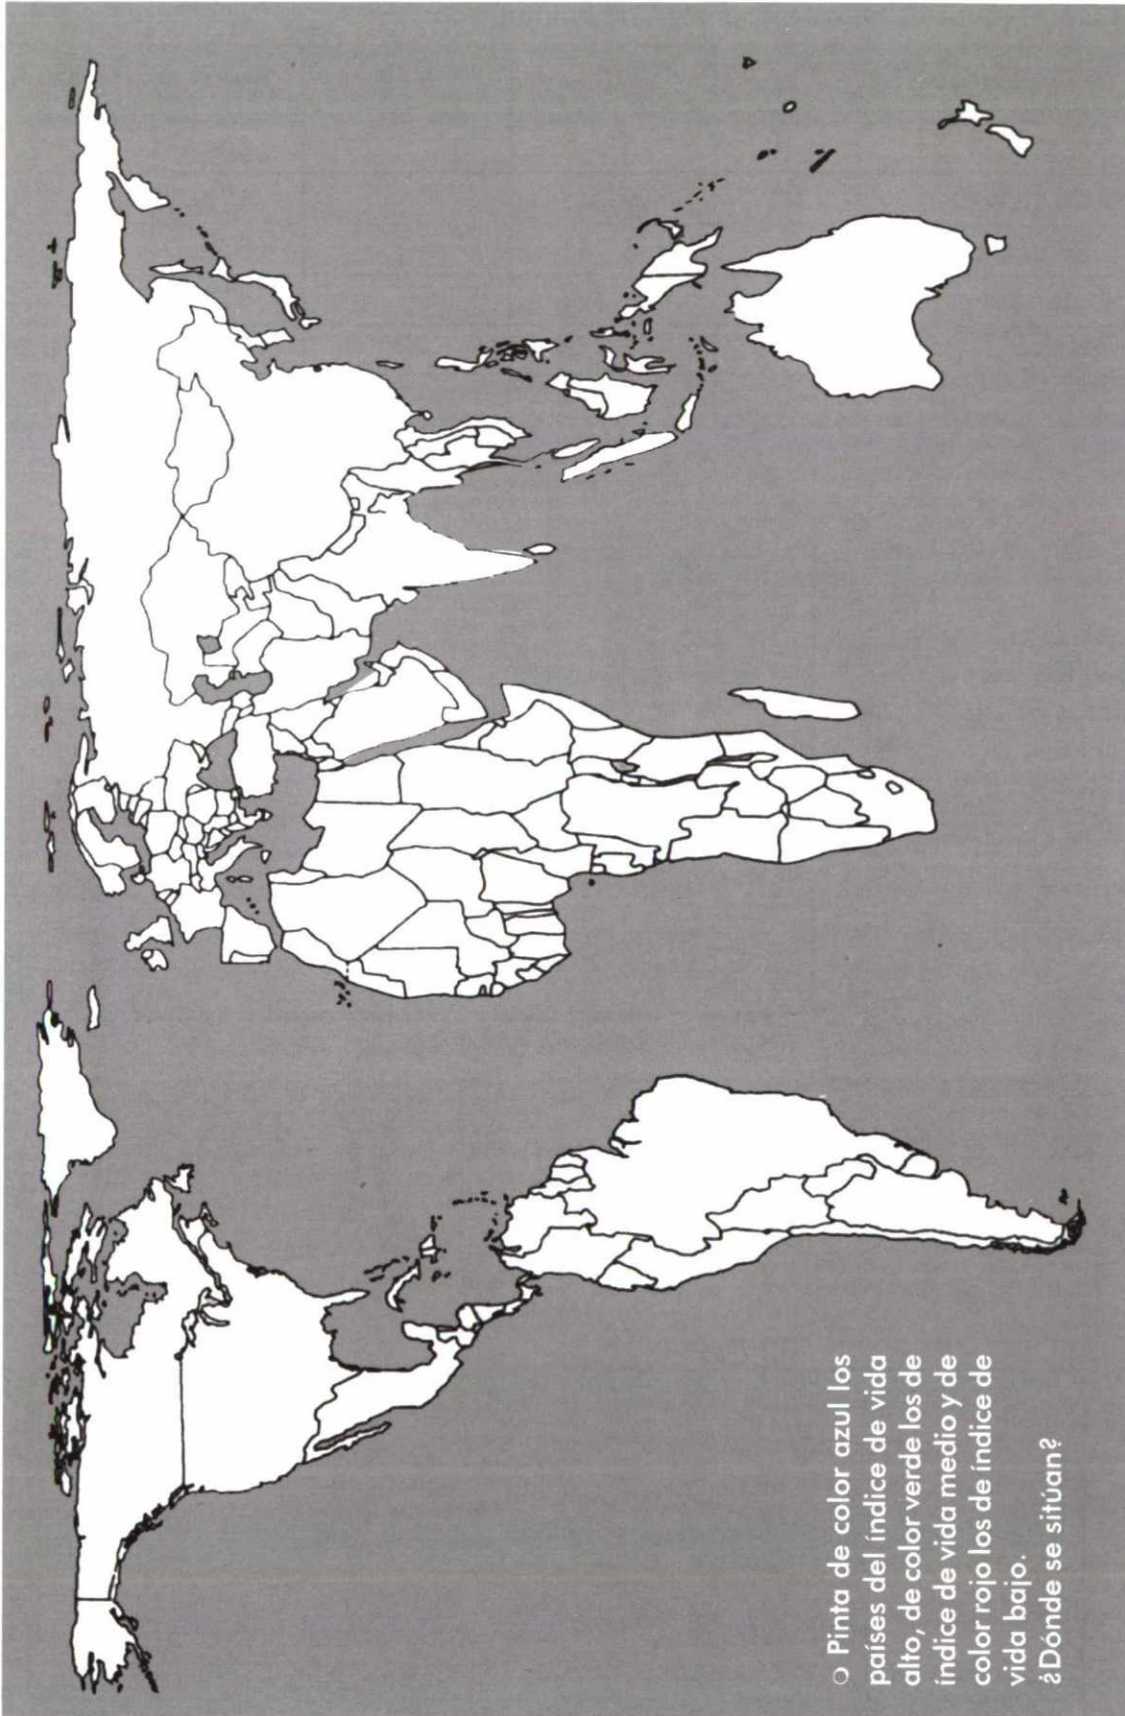 ○ Pinta de color azul los
países del índice de vida
alto, de color verde los de
índice de vida medio y de
color rojo los de índice de
vida bajo.
¿Dónde se sitúan?